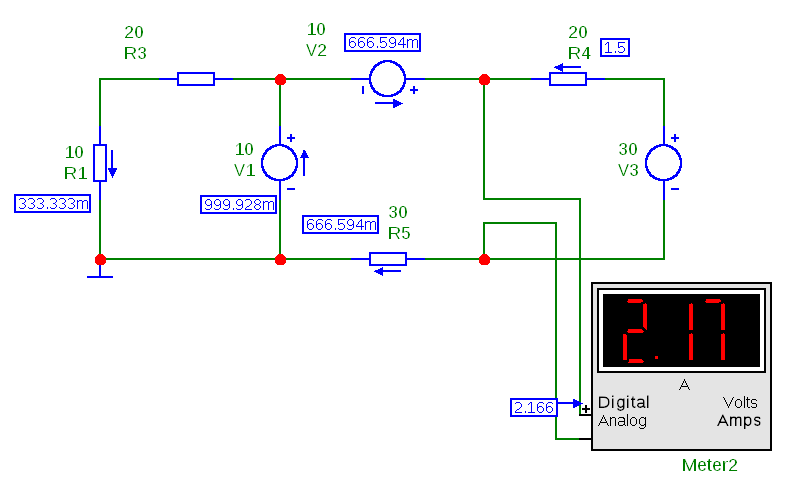 20
R3
10
V2
666.594m
20
R4
1.5
10
R1
333.333m
10
V1
999.928m
+
−
30
V3
+
−
666.594m
30
R5
2.17
A
2.166
+
Digital
Volts
Analog
Amps
Meter2